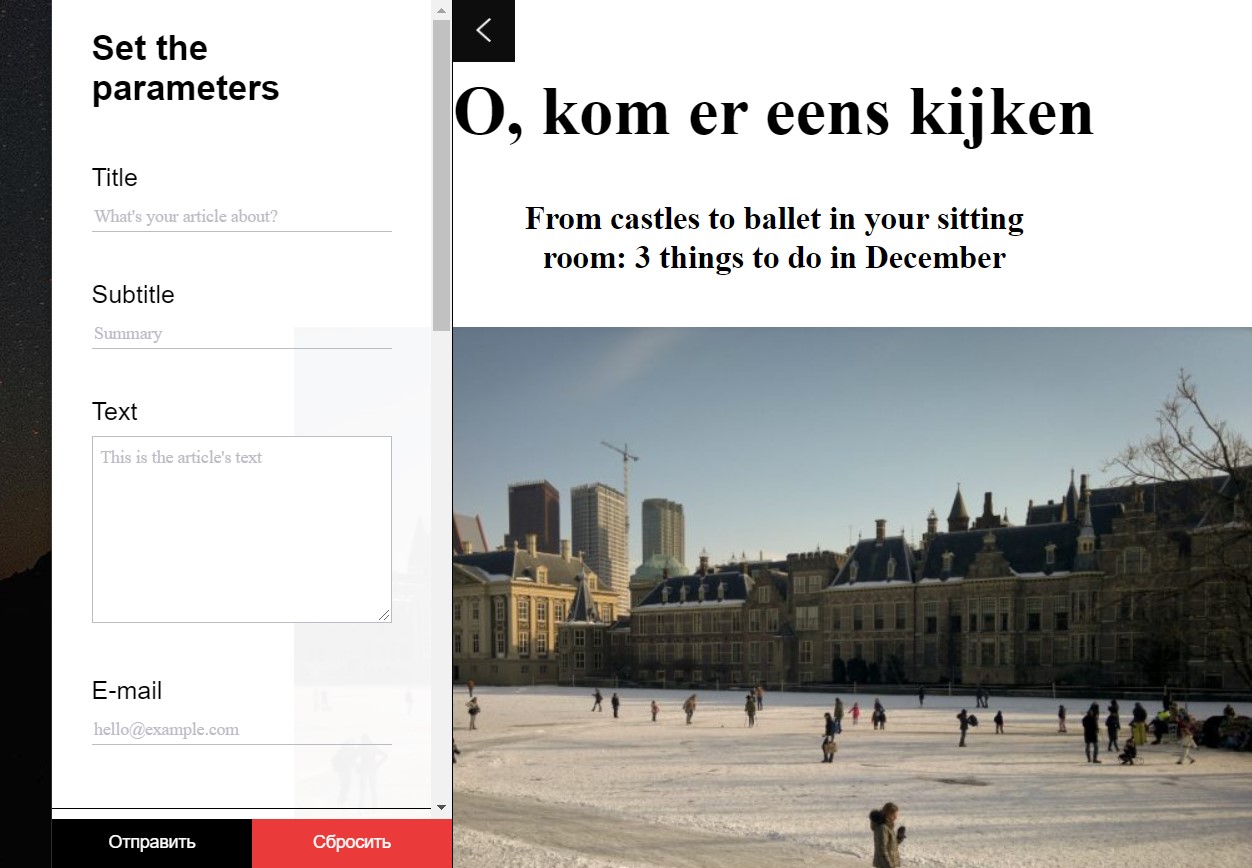 Set the
parameters
Title
What's your article about?
Subtitle
Summary
Text
This is the article's text
E-mail
hello@example.com
Отправить
Сбросить
O, kom er eens kijken
From castles to ballet in your sitting
room: 3 things to do in December